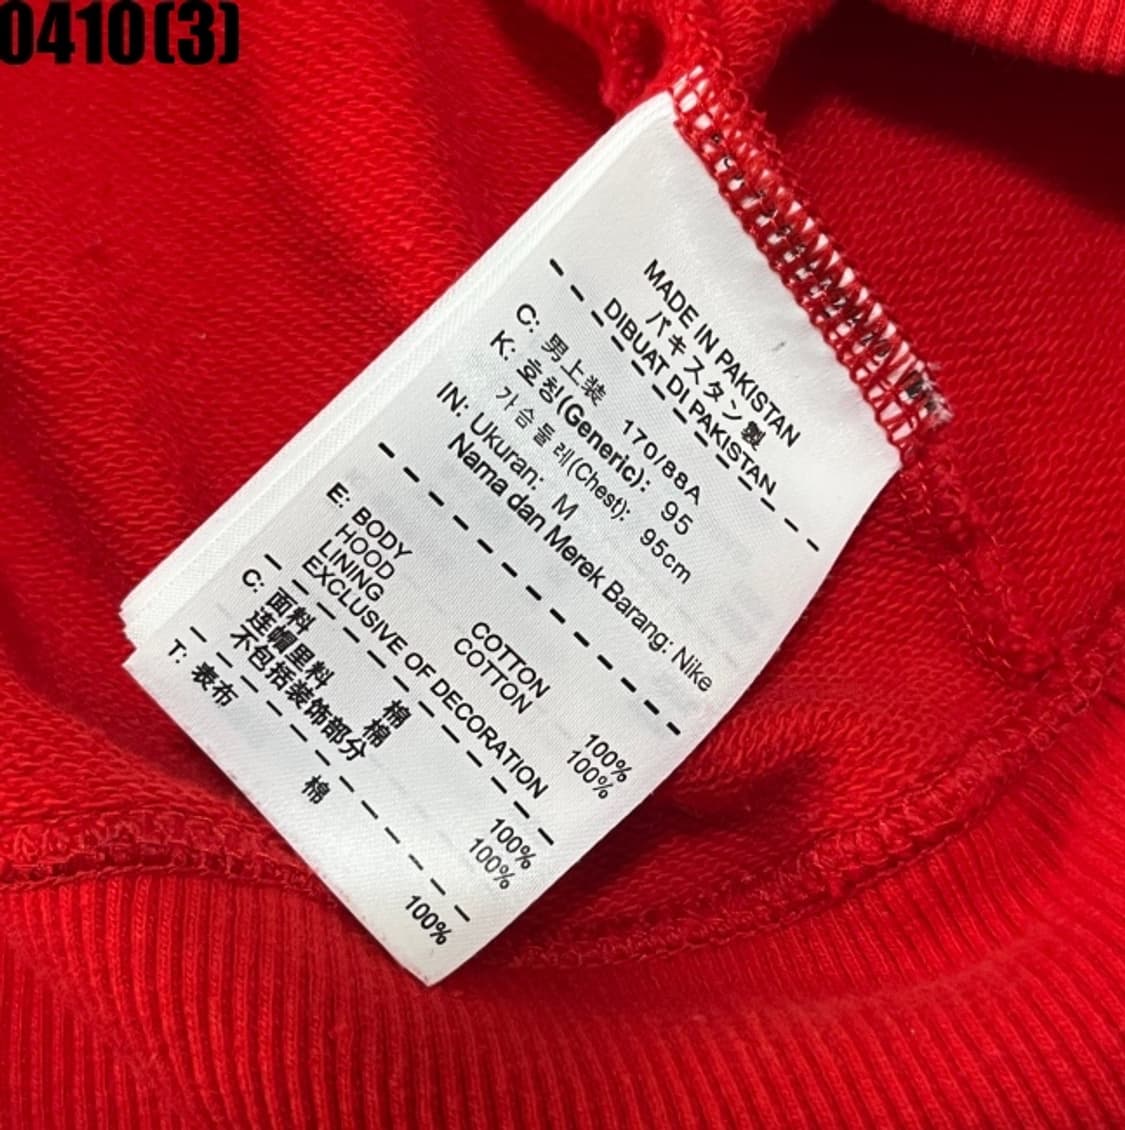 0410(3)
MADE IN PAKISTAN
パキスタン製
DIBUAT DI PAKISTAN
C: 男上装 170/88A
K: 호칭(Generic): 95
가슴둘레(Chest): 95cm
IN: Ukuran: M
Nama dan Merek Barang: Nike
E: BODY COTTON 100%
HOOD LINING COTTON 100%
EXCLUSIVE OF DECORATION
C: 面料 棉 100%
连帽里料 棉 100%
不包括装饰部分
T: 表布 棉 100%